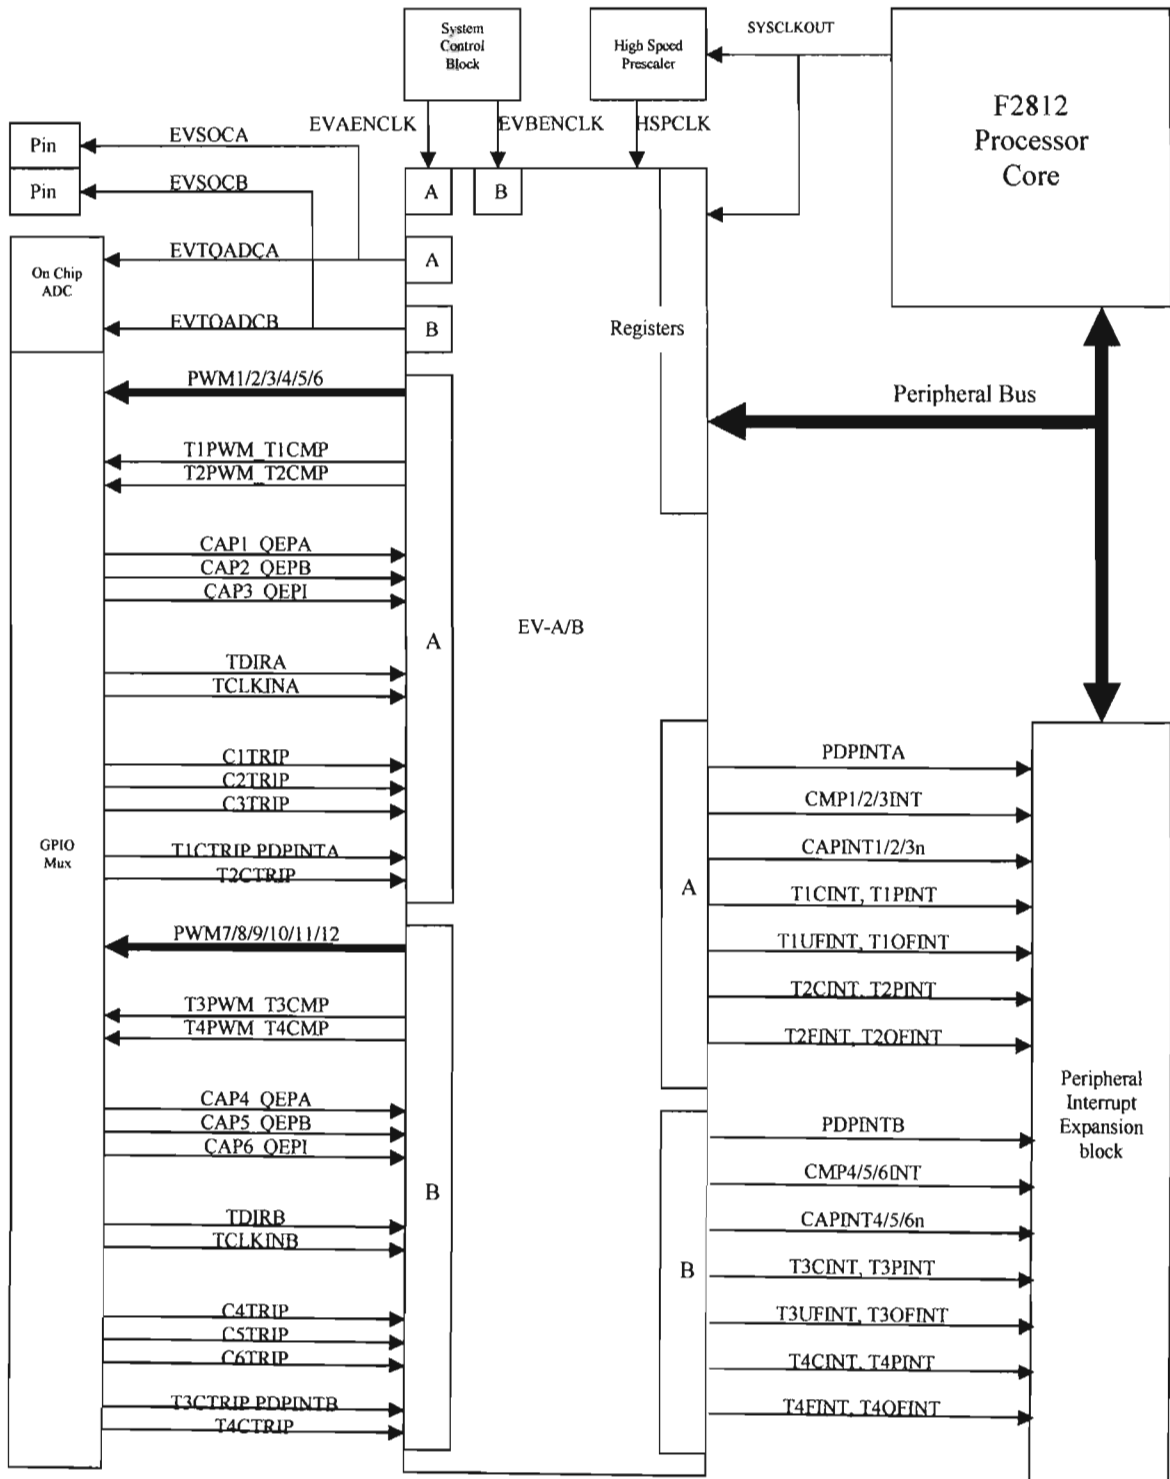 System
Control
Block
High Speed
Prescaler
SYSCLKOUT
F2812
Processor
Core
EVAENCLK
EVBENCLK
HSPCLK
Pin
EVSOCA
Pin
EVSOCB
A
B
On Chip
ADC
EVTOADCA
A
EVTOADCB
B
Registers
PWM1/2/3/4/5/6
Peripheral Bus
T1PWM_T1CMP
T2PWM_T2CMP
CAP1_QEPA
CAP2_QEPB
CAP3_QEPI
EV-A/B
A
TDIRA
TCLKINA
C1TRIP
C2TRIP
C3TRIP
GPIO
Mux
T1CTRIP_PDPINTA
T2CTRIP
PWM7/8/9/10/11/12
T3PWM_T3CMP
T4PWM_T4CMP
CAP4_QEPA
CAP5_QEPB
CAP6_QEPI
B
TDIRB
TCLKINB
C4TRIP
C5TRIP
C6TRIP
T3CTRIP_PDPINTB
T4CTRIP
PDPINTA
CMP1/2/3INT
CAPINT1/2/3n
A
T1CINT, T1PINT
T1UFINT, T1OFINT
T2CINT, T2PINT
T2FINT, T2OFINT
Peripheral
Interrupt
Expansion
block
PDPINTB
CMP4/5/6INT
CAPINT4/5/6n
B
T3CINT, T3PINT
T3UFINT, T3OFINT
T4CINT, T4PINT
T4FINT, T4OFINT